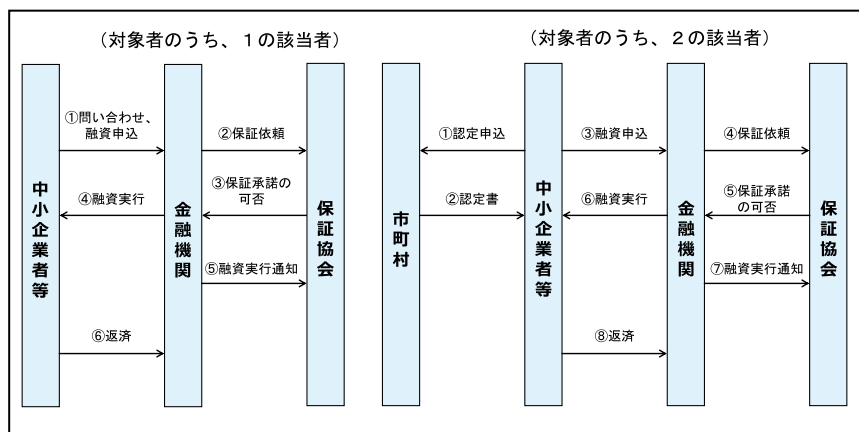 (対象者のうち、1の該当者)
①問い合わせ、
融資申込
②保証依頼
③保証承諾の
可否
④融資実行
⑤融資実行通知
⑥返済
中小企業者等
金融機関
保証協会
(対象者のうち、2の該当者)
①認定申込
③融資申込
④保証依頼
⑤保証承諾
の可否
②認定書
⑥融資実行
⑦融資実行通知
⑧返済
市町村
中小企業者等
金融機関
保証協会